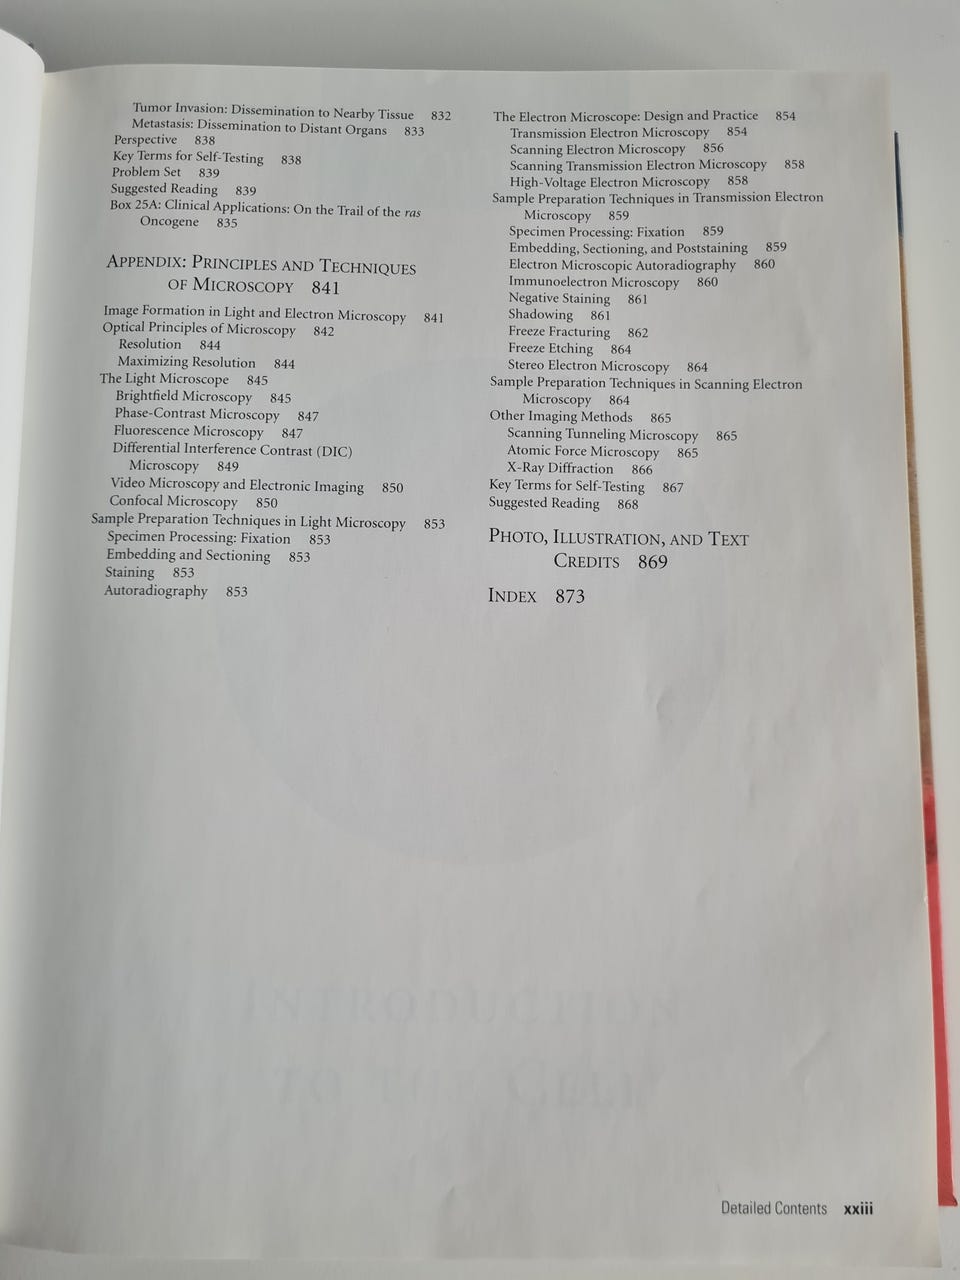 Tumor Invasion: Dissemination to Nearby Tissue 832
Metastasis: Dissemination to Distant Organs 833
Perspective 838
Key Terms for Self-Testing 838
Problem Set 839
Suggested Reading 839
Box 25A: Clinical Applications: On the Trail of the ras
Oncogene 835
APPENDIX: PRINCIPLES AND TECHNIQUES
OF MICROSCOPY 841
Image Formation in Light and Electron Microscopy 841
Optical Principles of Microscopy 842
Resolution 844
Maximizing Resolution 844
The Light Microscope 845
Brightfield Microscopy 845
Phase-Contrast Microscopy 847
Fluorescence Microscopy 847
Differential Interference Contrast (DIC)
Microscopy 849
Video Microscopy and Electronic Imaging 850
Confocal Microscopy 850
Sample Preparation Techniques in Light Microscopy 853
Specimen Processing: Fixation 853
Embedding and Sectioning 853
Staining 853
Autoradiography 853
The Electron Microscope: Design and Practice 854
Transmission Electron Microscopy 854
Scanning Electron Microscopy 856
Scanning Transmission Electron Microscopy 858
High-Voltage Electron Microscopy 858
Sample Preparation Techniques in Transmission Electron
Microscopy 859
Specimen Processing: Fixation 859
Embedding, Sectioning, and Poststaining 859
Electron Microscopic Autoradiography 860
Immunoelectron Microscopy 860
Negative Staining 861
Shadowing 861
Freeze Fracturing 862
Freeze Etching 864
Stereo Electron Microscopy 864
Sample Preparation Techniques in Scanning Electron
Microscopy 864
Other Imaging Methods 865
Scanning Tunneling Microscopy 865
Atomic Force Microscopy 865
X-Ray Diffraction 866
Key Terms for Self-Testing 867
Suggested Reading 868
PHOTO, ILLUSTRATION, AND TEXT
CREDITS 869
INDEX 873
INTRODUCTION
TO THE CELL
Detailed Contents xxiii